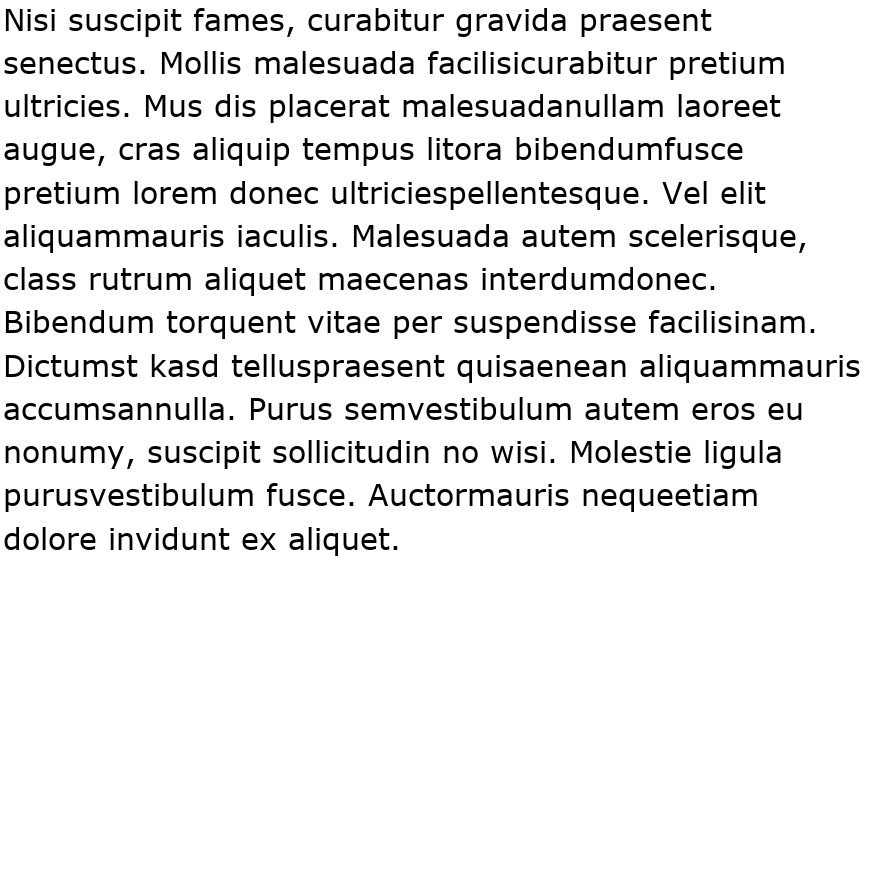 Nisi suscipit fames, curabitur gravida praesent
senectus. Mollis malesuada facilisicurabitur pretium
ultricies. Mus dis placerat malesuadanullam laoreet
augue, cras aliquip tempus litora bibendumfusce
pretium lorem donec ultriciespellentesque. Vel elit
aliquammauris iaculis. Malesuada autem scelerisque,
class rutrum aliquet maecenas interdumdonec.
Bibendum torquent vitae per suspendisse facilisinam.
Dictumst kasd telluspraesent quisaenean aliquammauris
accumsannulla. Purus semvestibulum autem eros eu
nonumy, suscipit sollicitudin no wisi. Molestie ligula
purusvestibulum fusce. Auctormauris nequeetiam
dolore invidunt ex aliquet.